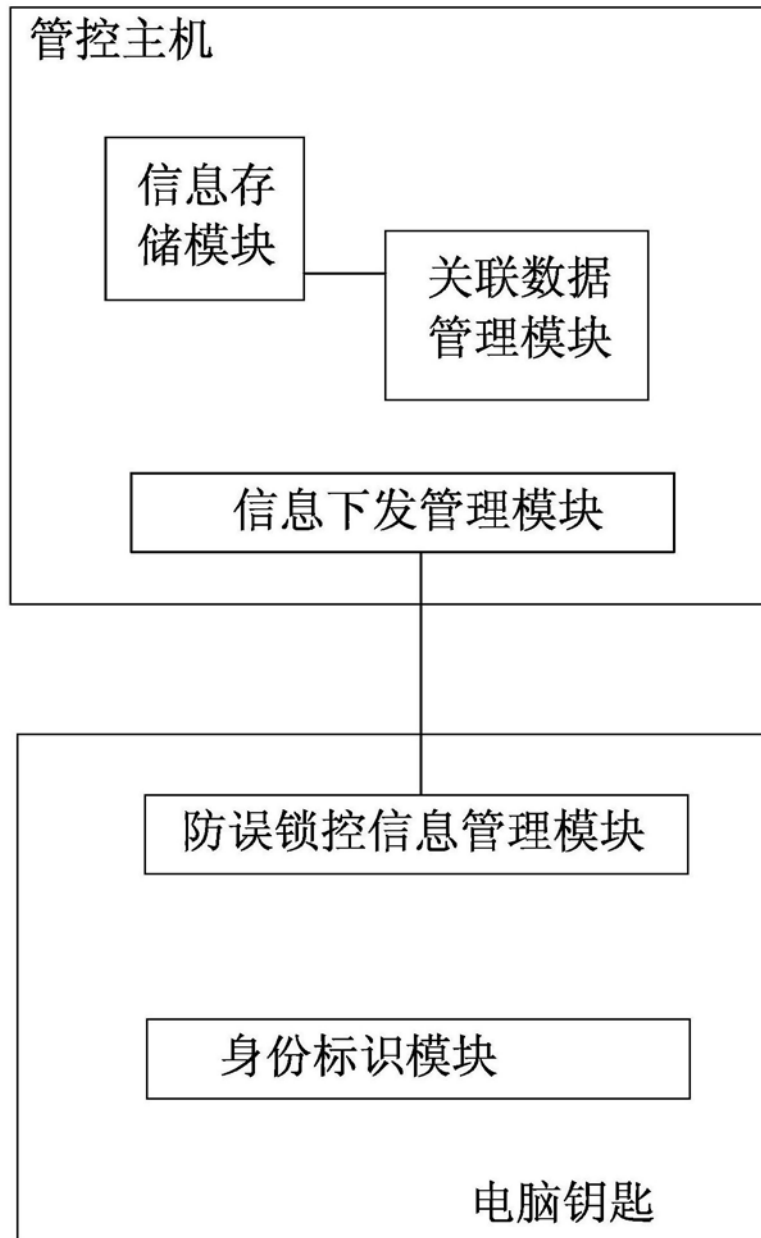 管控主机
信息存
储模块
关联数据
管理模块
信息下发管理模块
防误锁控信息管理模块
身份标识模块
电脑钥匙